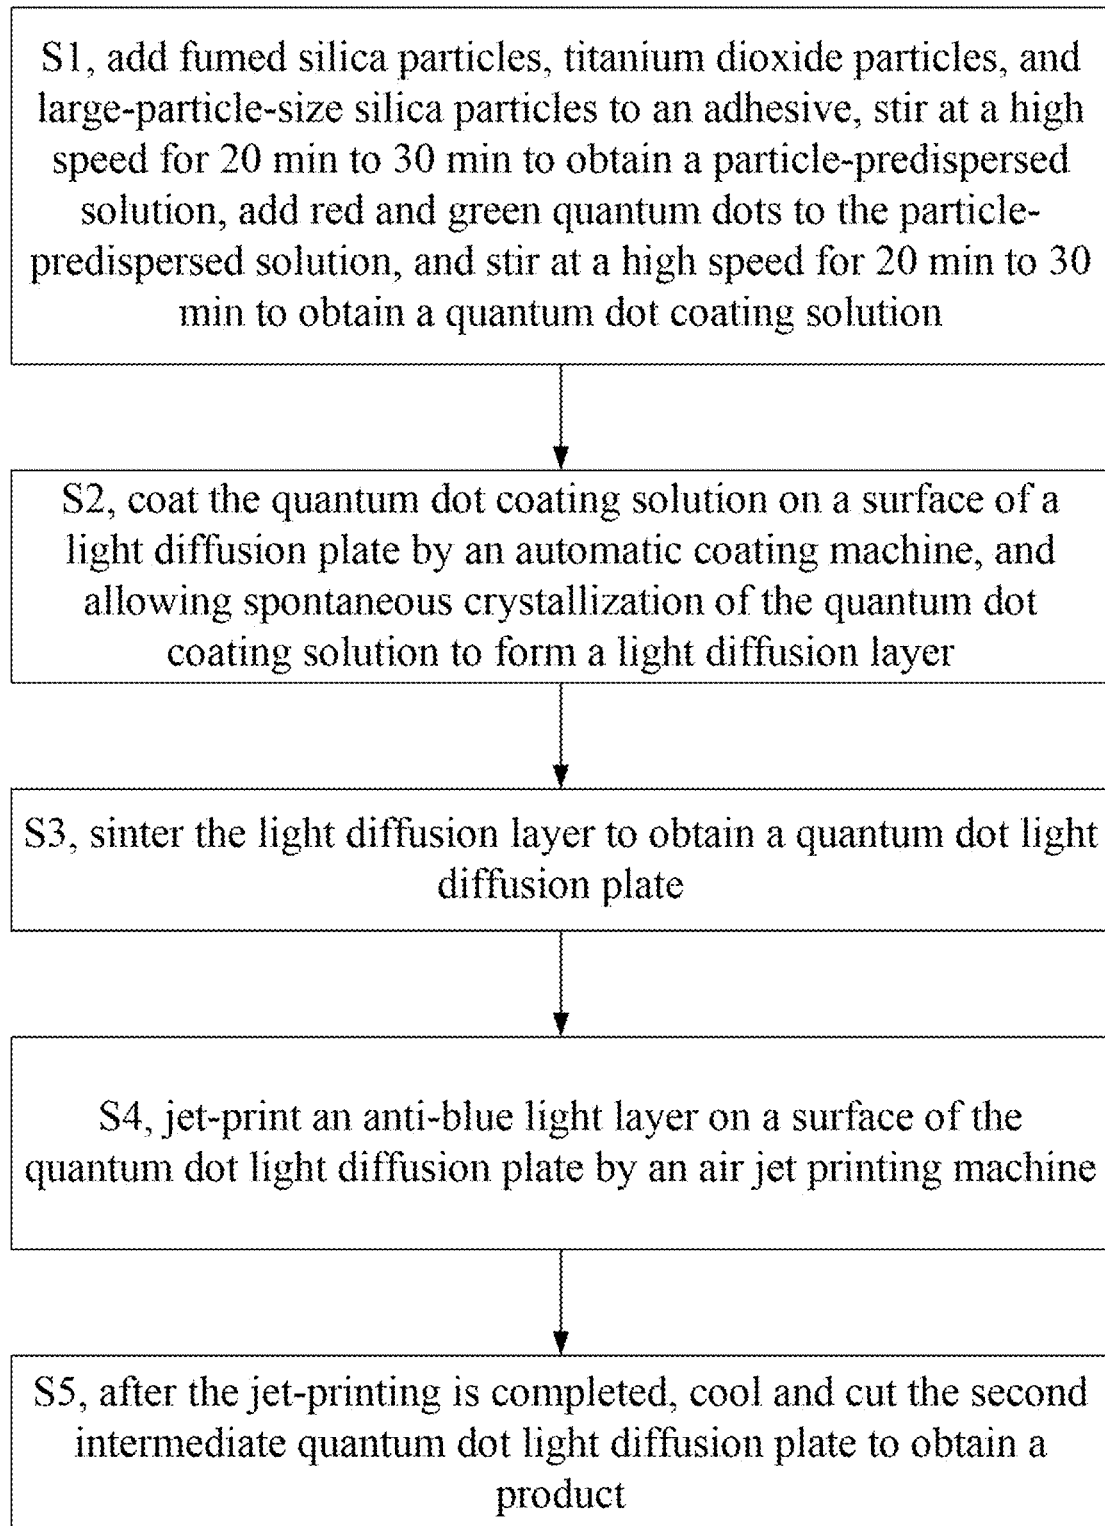 S1, add fumed silica particles, titanium dioxide particles, and
large-particle-size silica particles to an adhesive, stir at a high
speed for 20 min to 30 min to obtain a particle-predispersed
solution, add red and green quantum dots to the particle-
predispersed solution, and stir at a high speed for 20 min to 30
min to obtain a quantum dot coating solution
S2, coat the quantum dot coating solution on a surface of a
light diffusion plate by an automatic coating machine, and
allowing spontaneous crystallization of the quantum dot
coating solution to form a light diffusion layer
S3, sinter the light diffusion layer to obtain a quantum dot light
diffusion plate
S4, jet-print an anti-blue light layer on a surface of the
quantum dot light diffusion plate by an air jet printing machine
S5, after the jet-printing is completed, cool and cut the second
intermediate quantum dot light diffusion plate to obtain a
product